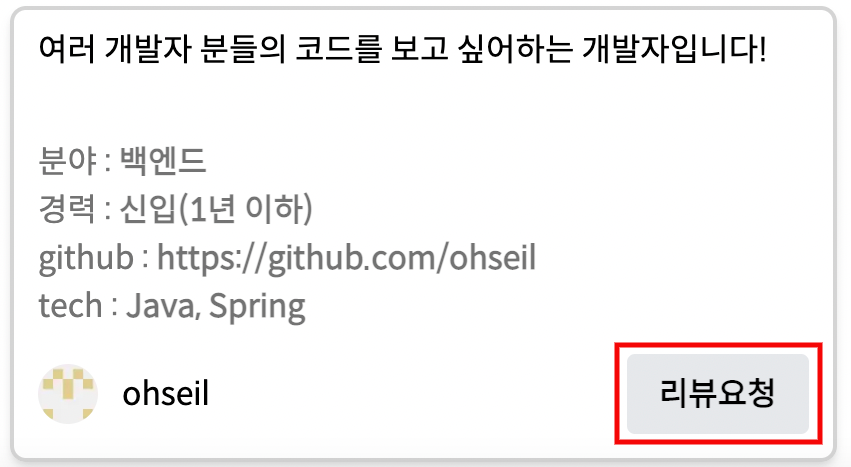 여러 개발자 분들의 코드를 보고 싶어하는 개발자입니다!
분야 : 백엔드
경력 : 신입(1년 이하)
github : https://github.com/ohseil
tech : Java, Spring
ohseil
리뷰요청